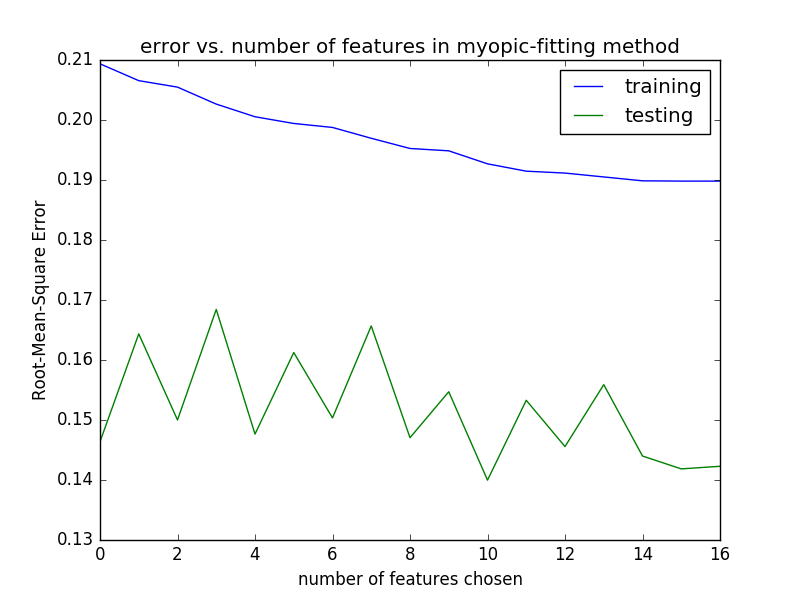 error vs. number of features in myopic-fitting method
training
testing
Root-Mean-Square Error
0.21
0.20
0.19
0.18
0.17
0.16
0.15
0.14
0.13
0 2 4 6 8 10 12 14 16
number of features chosen